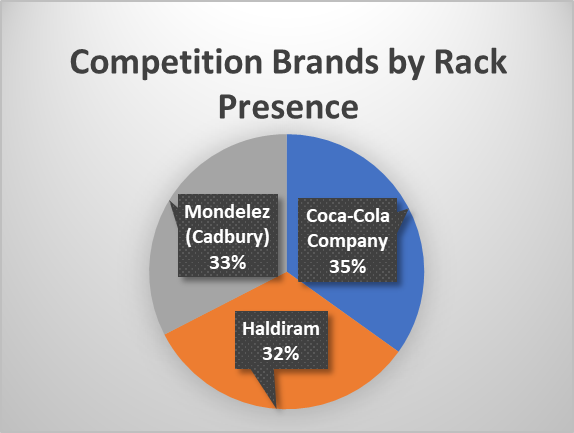 Competition Brands by Rack
Presence
Mondelez
(Cadbury)
33%
Coca-Cola
Company
35%
Haldiram
32%